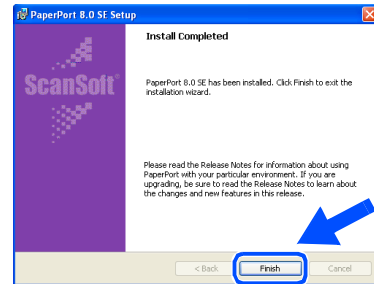 PaperPort 8.0 SE Setup
Install Completed
ScanSoft®
PaperPort 8.0 SE has been installed. Click Finish to exit the
installation wizard.
Please read the Release Notes for information about using
PaperPort with your particular environment. If you are
upgrading, be sure to read the Release Notes to learn about
the changes and new features in this release.
< Back Finish Cancel